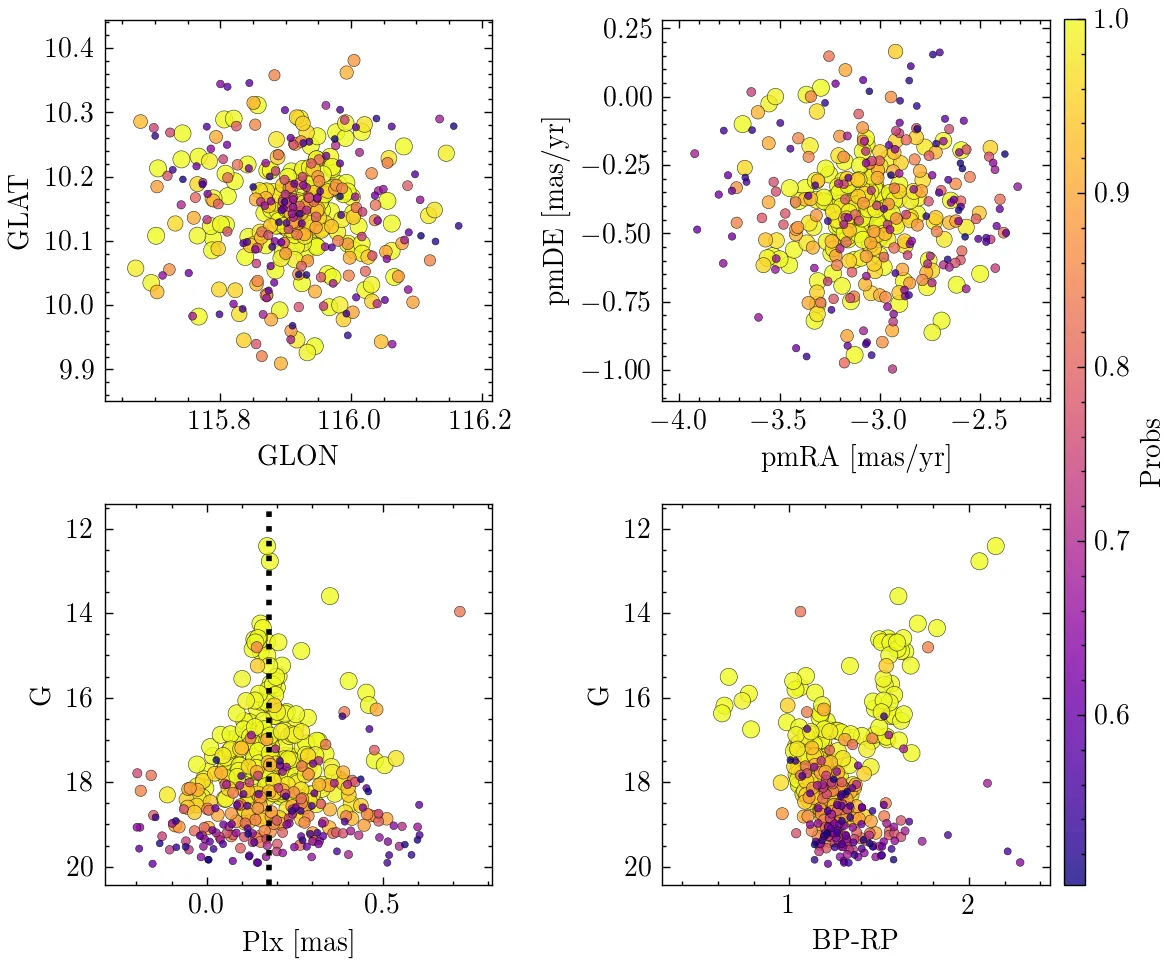 10.4
10.3
10.2
10.1
10.0
9.9
GLAT
115.8 116.0 116.2
GLON
0.25
0.00
−0.25
−0.50
−0.75
−1.00
pmDE [mas/yr]
−4.0 −3.5 −3.0 −2.5
pmRA [mas/yr]
12
14
16
18
20
G
0.0 0.5
Plx [mas]
12
14
16
18
20
G
1 2
BP-RP
1.0
0.9
0.8
0.7
0.6
Probs